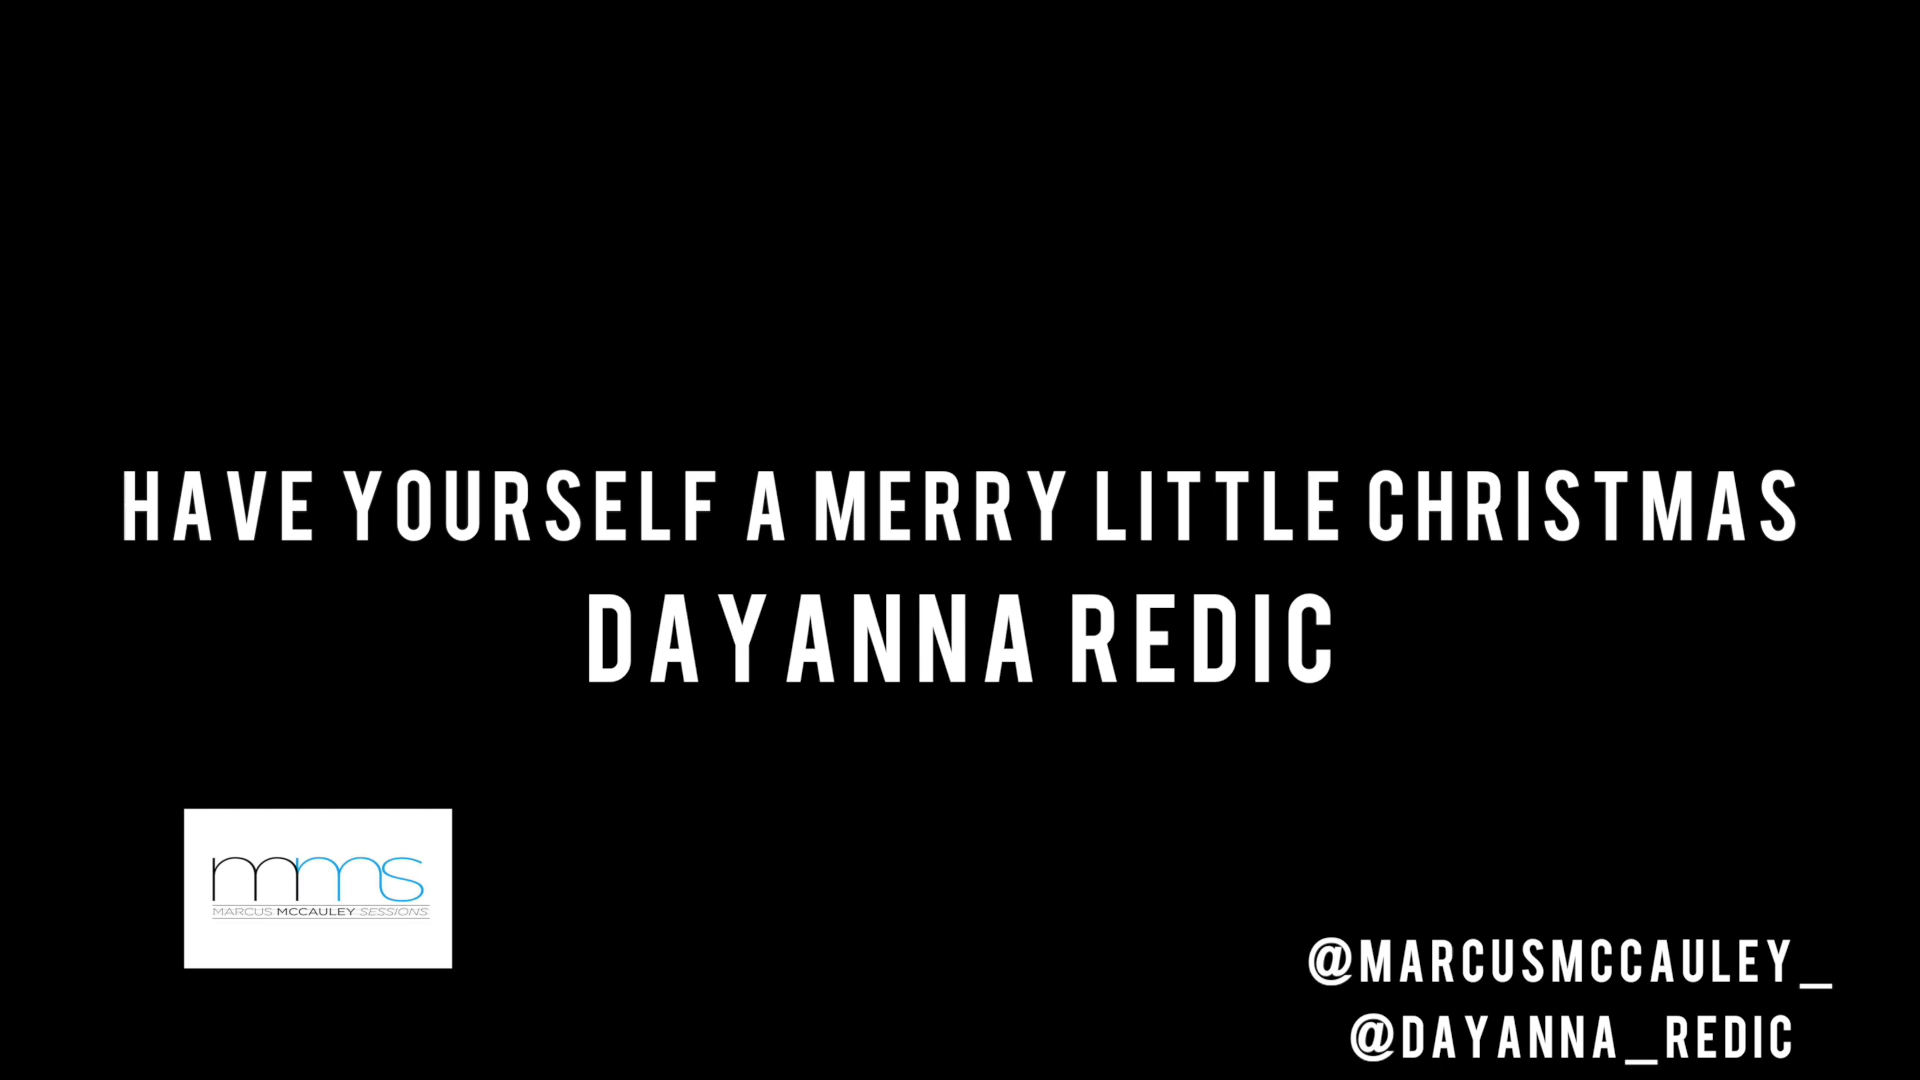 HAVE YOURSELF A MERRY LITTLE CHRISTMAS
DAYANNA REDIC
mms
MARCUS MCCAULEY SESSIONS
@MARCUSMCCAULEY_
@DAYANNA_REDIC